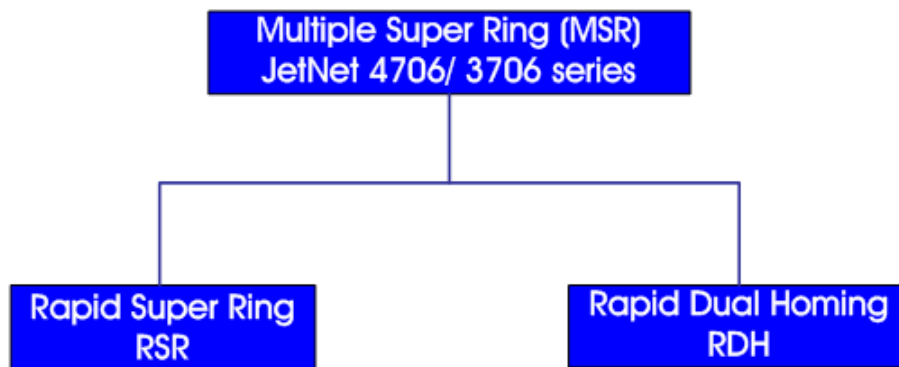 Multiple Super Ring (MSR)
JetNet 4706/ 3706 series
Rapid Super Ring
RSR
Rapid Dual Homing
RDH